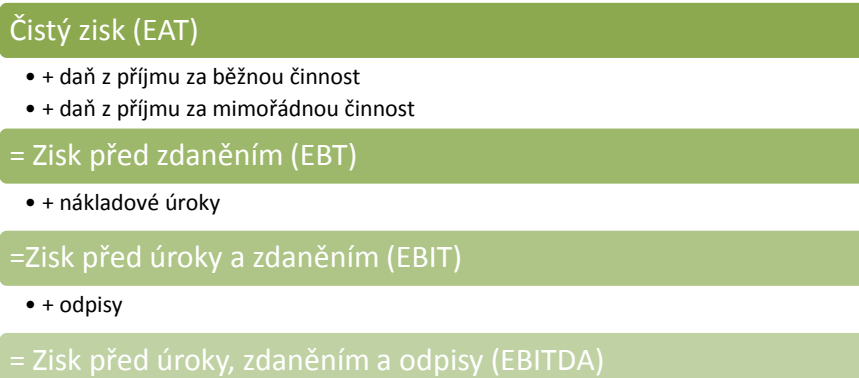 Čistý zisk (EAT)
• + daň z příjmu za běžnou činnost
• + daň z příjmu za mimořádnou činnost
= Zisk před zdaněním (EBT)
• + nákladové úroky
=Zisk před úroky a zdaněním (EBIT)
• + odpisy
= Zisk před úroky, zdaněním a odpisy (EBITDA)